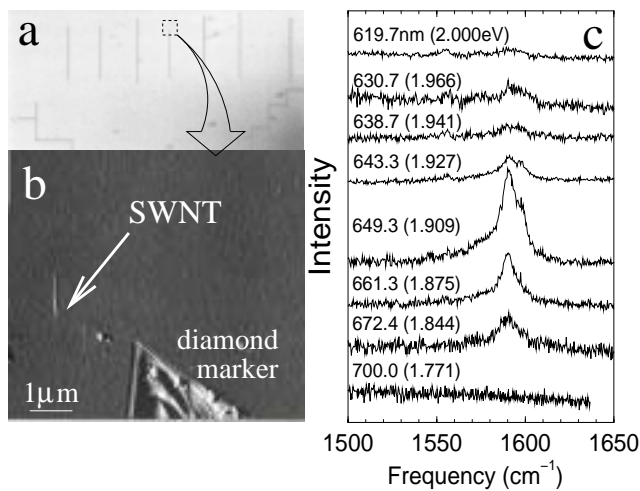 a
b
SWNT
diamond
marker
1μm
c
619.7nm (2.000eV)
630.7 (1.966)
638.7 (1.941)
643.3 (1.927)
649.3 (1.909)
661.3 (1.875)
672.4 (1.844)
700.0 (1.771)
Intensity
1500 1550 1600 1650
Frequency (cm⁻¹)